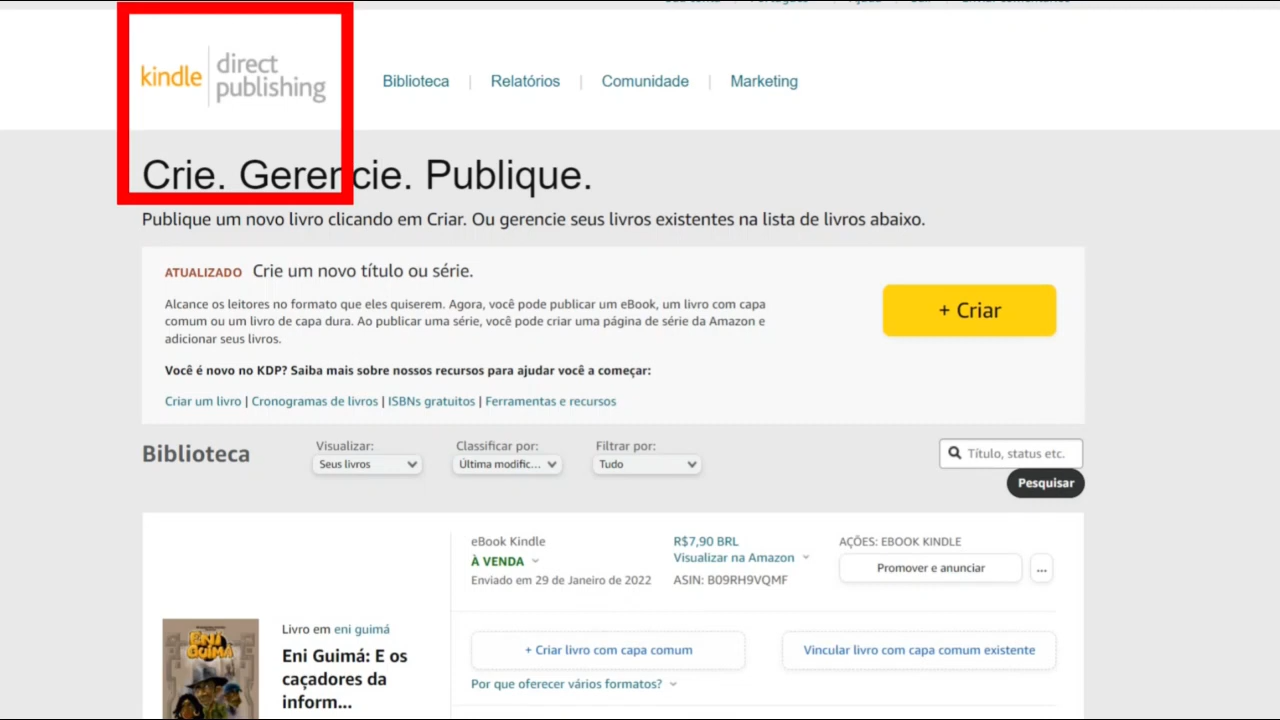 kindle direct publishing
Biblioteca | Relatórios | Comunidade | Marketing
Crie. Gerencie. Publique.
Publique um novo livro clicando em Criar. Ou gerencie seus livros existentes na lista de livros abaixo.
ATUALIZADO Crie um novo título ou série.
Alcance os leitores no formato que eles quiserem. Agora, você pode publicar um eBook, um livro com capa
comum ou um livro de capa dura. Ao publicar uma série, você pode criar uma página de série da Amazon e
adicionar seus livros.
+ Criar
Você é novo no KDP? Saiba mais sobre nossos recursos para ajudar você a começar:
Criar um livro | Cronogramas de livros | ISBNs gratuitos | Ferramentas e recursos
Biblioteca
Visualizar:
Seus livros
Classificar por:
Última modific...
Filtrar por:
Tudo
Título, status etc.
Pesquisar
eBook Kindle
À VENDA
Enviado em 29 de Janeiro de 2022
R$7,90 BRL
Visualizar na Amazon
ASIN: B09RH9VQMF
AÇÕES: EBOOK KINDLE
Promover e anunciar
...
ENI
GUIMÁ
Livro em eni guimá
Eni Guimá: E os
caçadores da
inform...
+ Criar livro com capa comum
Vincular livro com capa comum existente
Por que oferecer vários formatos?